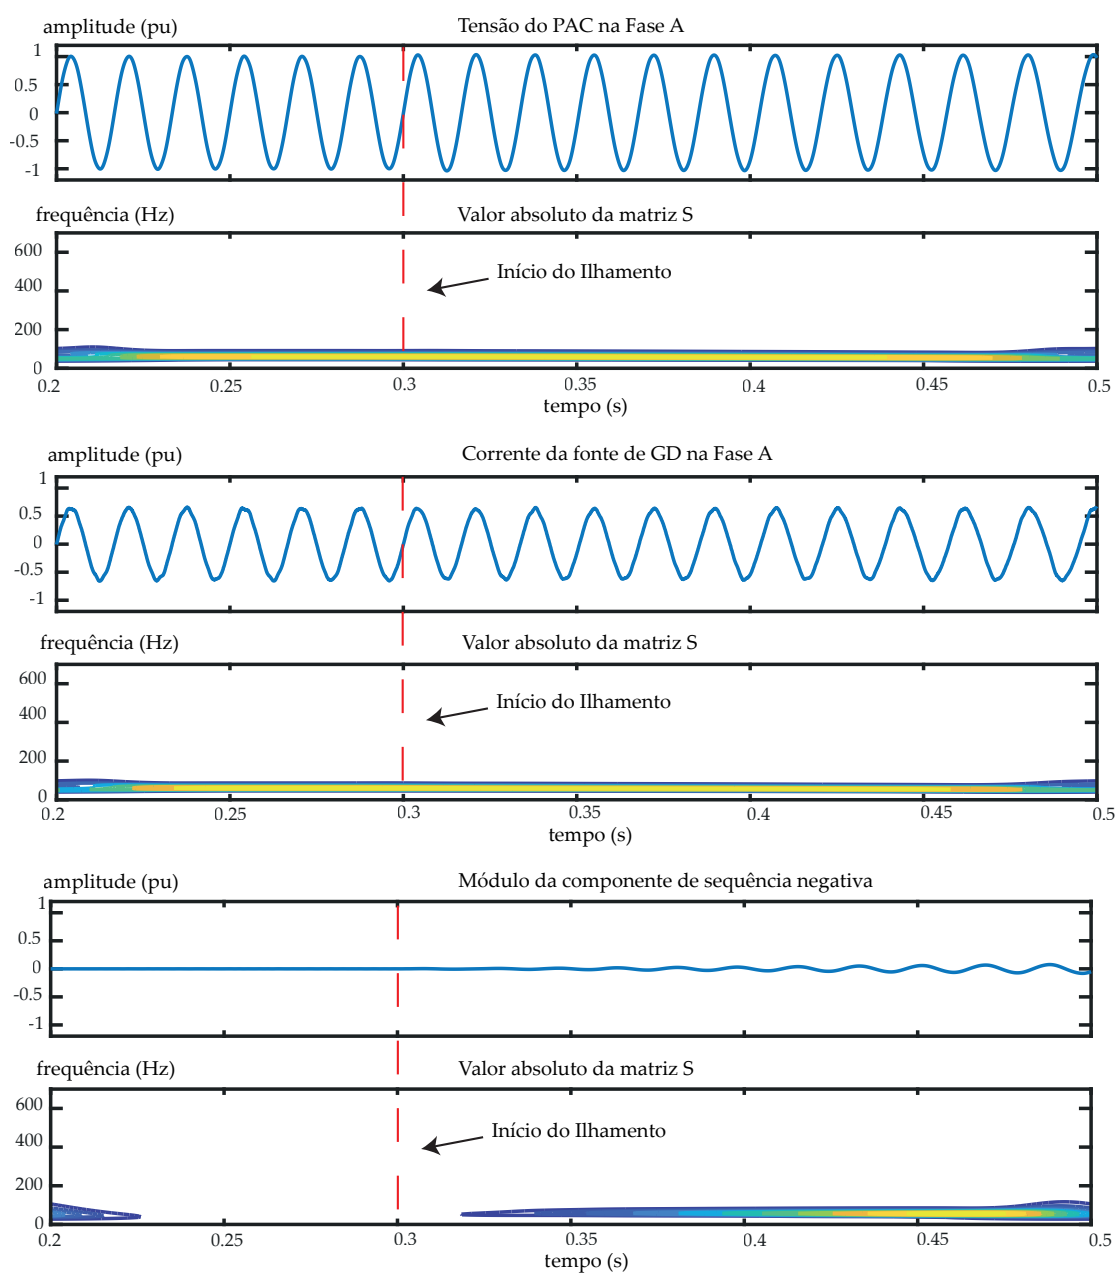 amplitude (pu)
Tensão do PAC na Fase A
1
0.5
0
-0.5
-1
frequência (Hz)
Valor absoluto da matriz S
600
400
200
0
Início do Ilhamento
0.2 0.25 0.3 0.35 0.4 0.45 0.5
tempo (s)
amplitude (pu)
Corrente da fonte de GD na Fase A
1
0.5
0
-0.5
-1
frequência (Hz)
Valor absoluto da matriz S
600
400
200
0
Início do Ilhamento
0.2 0.25 0.3 0.35 0.4 0.45 0.5
tempo (s)
amplitude (pu)
Módulo da componente de sequência negativa
1
0.5
0
-0.5
-1
frequência (Hz)
Valor absoluto da matriz S
600
400
200
0
Início do Ilhamento
0.2 0.25 0.3 0.35 0.4 0.45 0.5
tempo (s)